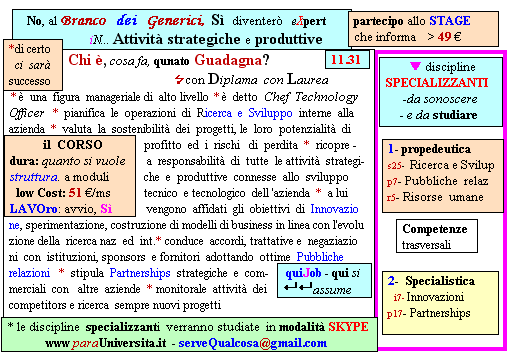 No, al Branco dei Generici, Sì diventerò eXpert
iN... Attività strategiche e produttive
partecipo allo STAGE
che informa > 49 €
*di certo
ci sarà
successo
Chi è, cosa fa, qunato Guadagna?
11.31
con Diploma con Laurea
* è una figura manageriale di alto livello * è detto Chef Technology
Officer * pianifica le operazioni di Ricerca e Sviluppo interne alla
azienda * valuta la sostenibilità dei progetti, le loro potenzialità di
profitto ed i rischi di perdita * ricopre -
a responsabilità di tutte le attività strategi-
che e produttive connesse allo sviluppo
tecnico e tecnologico dell'azienda * a lui
vengono affidati gli obiettivi di Innovazio
ne, sperimentazione, costruzione di modelli di business in linea con l'evolu
zione della ricerca naz ed int.* conduce accordi, trattative e negaziazio
ni con istituzioni, sponsors e fornitori adottando ottime Pubbliche
relazioni * stipula Partnerships strategiche e com-
merciali con altre aziende * monitorale attività dei
competitors e ricerca sempre nuovi progetti
il CORSO
dura: quanto si vuole
struttura. a moduli
low Cost: 51 €/ms
LAVOro: avvio, Sì
quiJob - qui si
assume
▼ discipline
SPECIALIZZANTI
-da conoscere
- e da studiare
1- propedeutica
s25- Ricerca e Svilup
p7- Pubbliche relaz
r5- Risorse umane
Competenze
trasversali
2- Specialistica
i7- Innovazioni
p17- Partnerships
* le discipline specializzanti verranno studiate in modalità SKYPE
www.paraUniversita.it - serveQualcosa@gmail.com